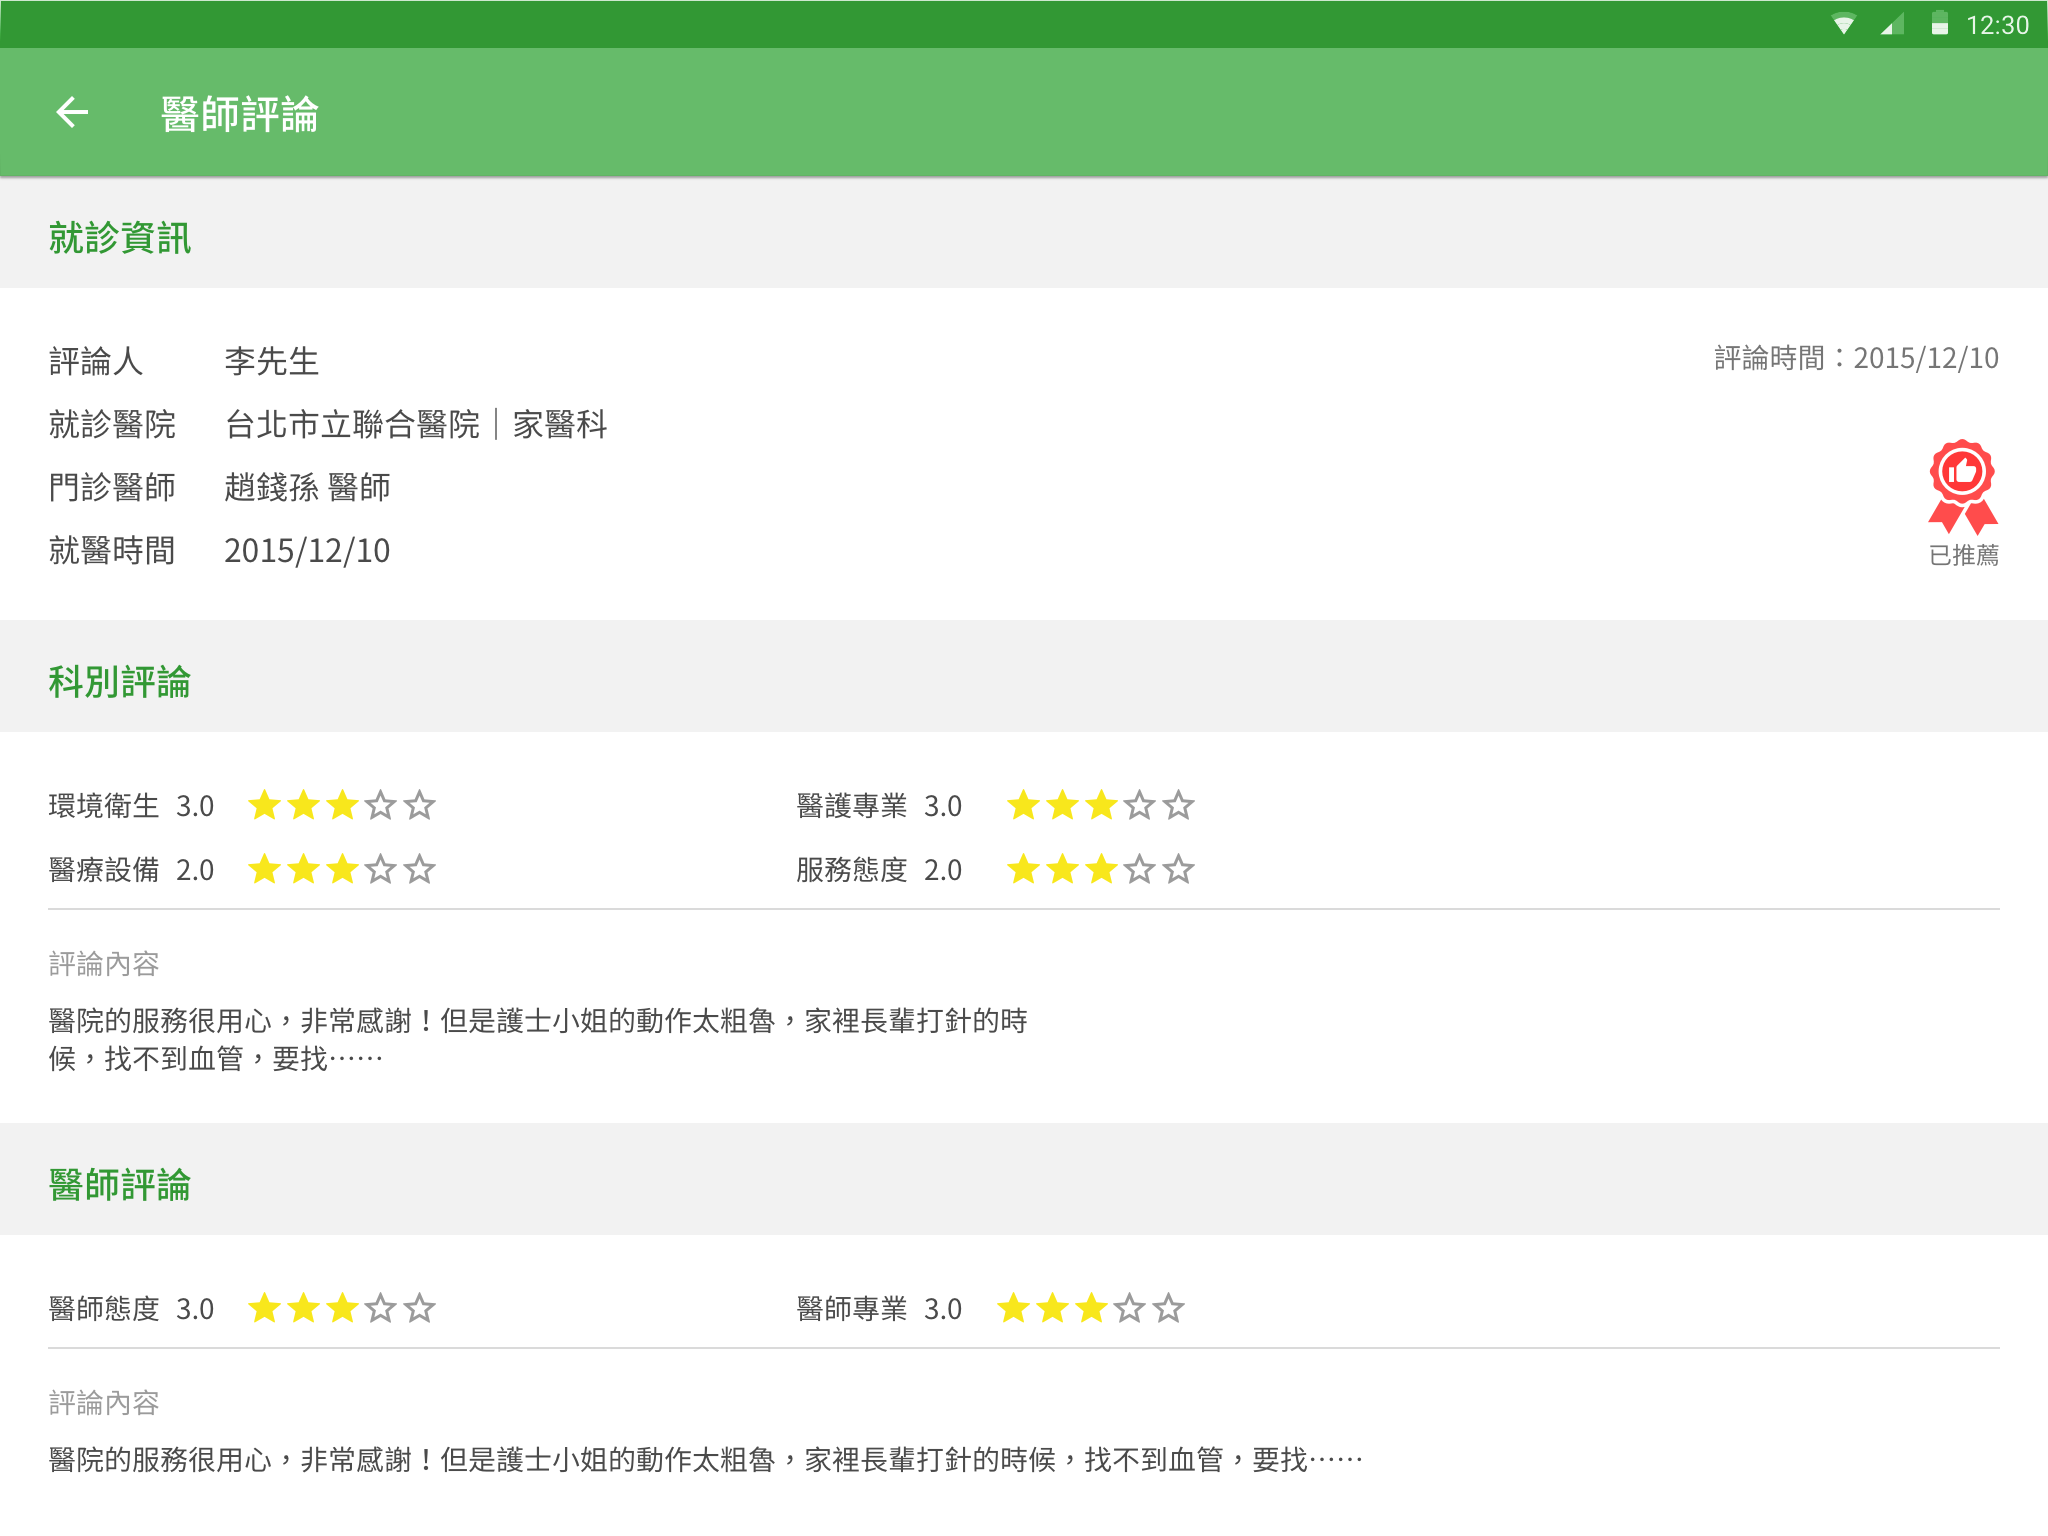 12:30
醫師評論
就診資訊
評論人 李先生
評論時間：2015/12/10
就診醫院 台北市立聯合醫院｜家醫科
門診醫師 趙錢孫 醫師
就醫時間 2015/12/10
已推薦
科別評論
環境衛生 3.0
醫護專業 3.0
醫療設備 2.0
服務態度 2.0
評論內容
醫院的服務很用心，非常感謝！但是護士小姐的動作太粗魯，家裡長輩打針的時
候，找不到血管，要找⋯⋯
醫師評論
醫師態度 3.0
醫師專業 3.0
評論內容
醫院的服務很用心，非常感謝！但是護士小姐的動作太粗魯，家裡長輩打針的時候，找不到血管，要找⋯⋯